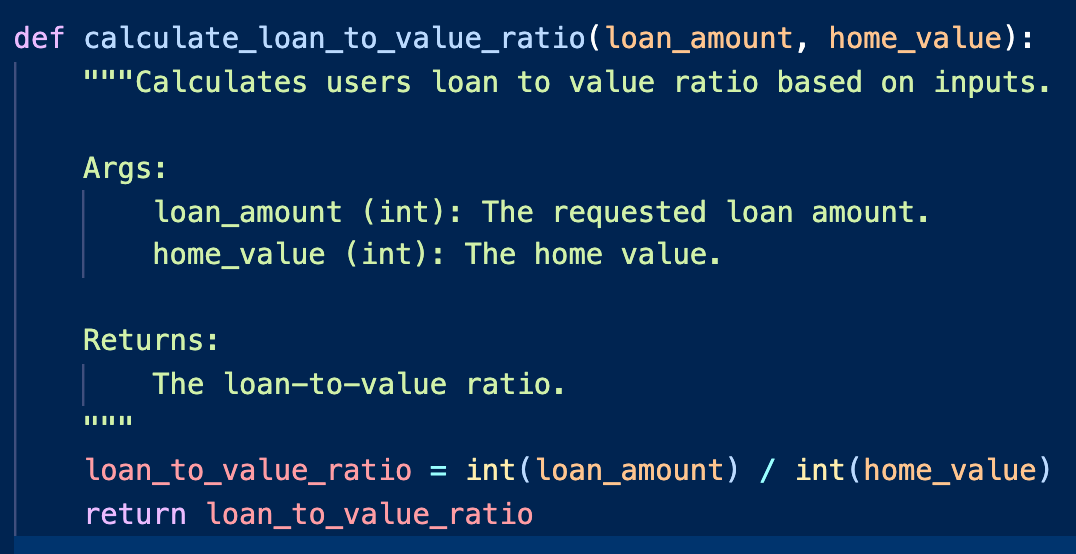 def calculate_loan_to_value_ratio(loan_amount, home_value):
    """Calculates users loan to value ratio based on inputs.

    Args:
        loan_amount (int): The requested loan amount.
        home_value (int): The home value.

    Returns:
        The loan-to-value ratio.
    """
    loan_to_value_ratio = int(loan_amount) / int(home_value)
    return loan_to_value_ratio